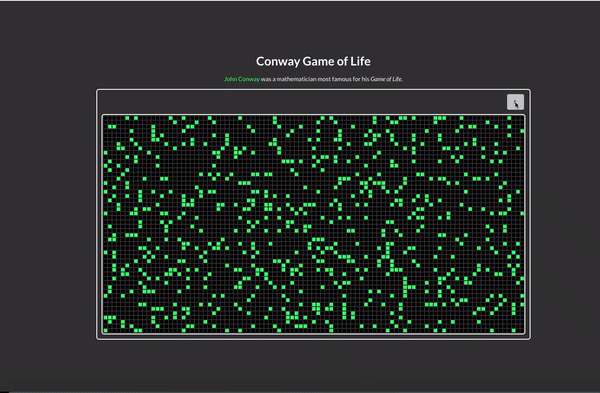 Conway Game of Life
John Conway was a mathematician most famous for his Game of Life.